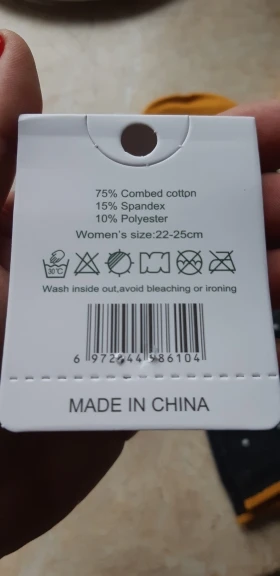 75% Combed cottpn
15% Spandex
10% Polyester
Women's size:22-25cm
30℃
Wash inside out,avoid bleaching or ironing
MADE IN CHINA